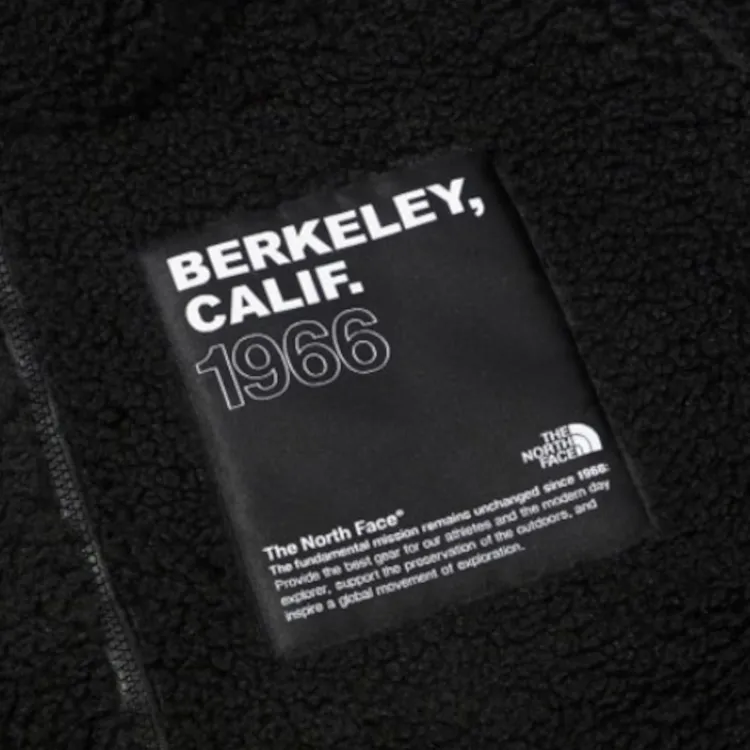 BERKELEY,
CALIF.
1966
THE
NORTH
FACE
The North Face®
The fundamental mission remains unchanged since 1966:
Provide the best gear for our athletes and the modern day
explorer, support the preservation of the outdoors, and
inspire a global movement of exploration.